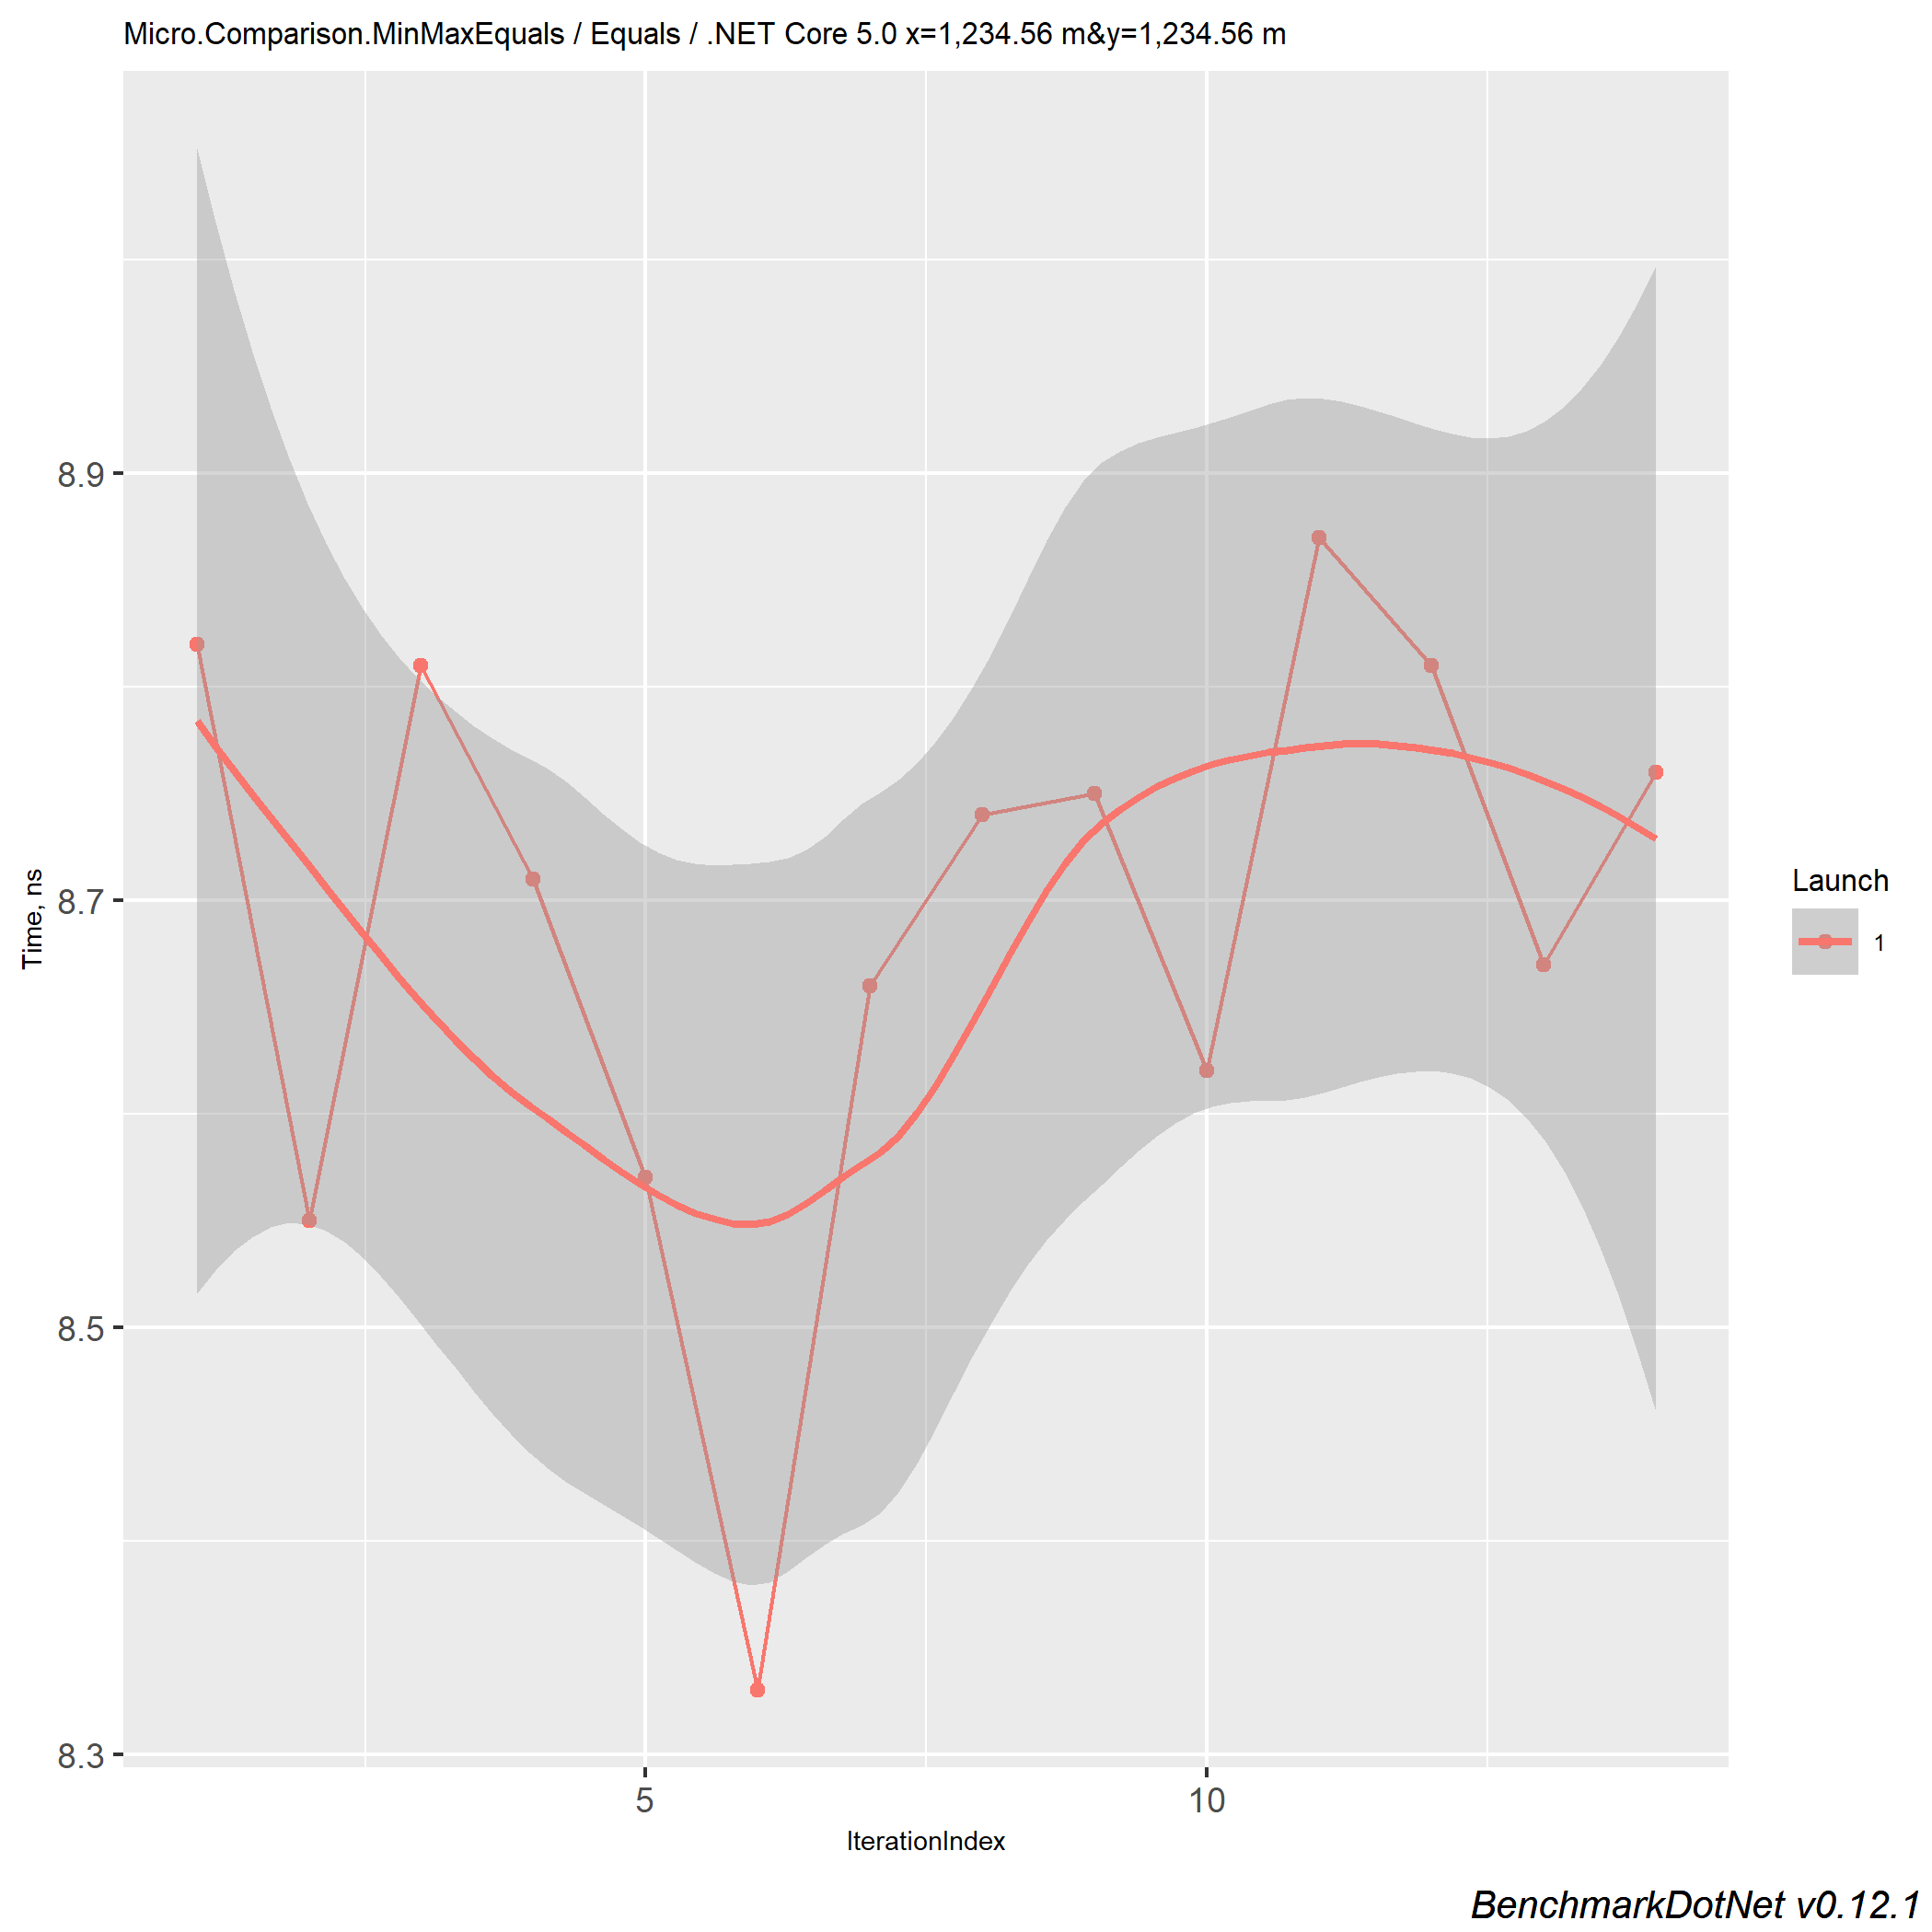 Micro.Comparison.MinMaxEquals / Equals / .NET Core 5.0 x=1,234.56 m&y=1,234.56 m
Time, ns
8.9
8.7
8.5
8.3
5
10
IterationIndex
Launch
1
BenchmarkDotNet v0.12.1